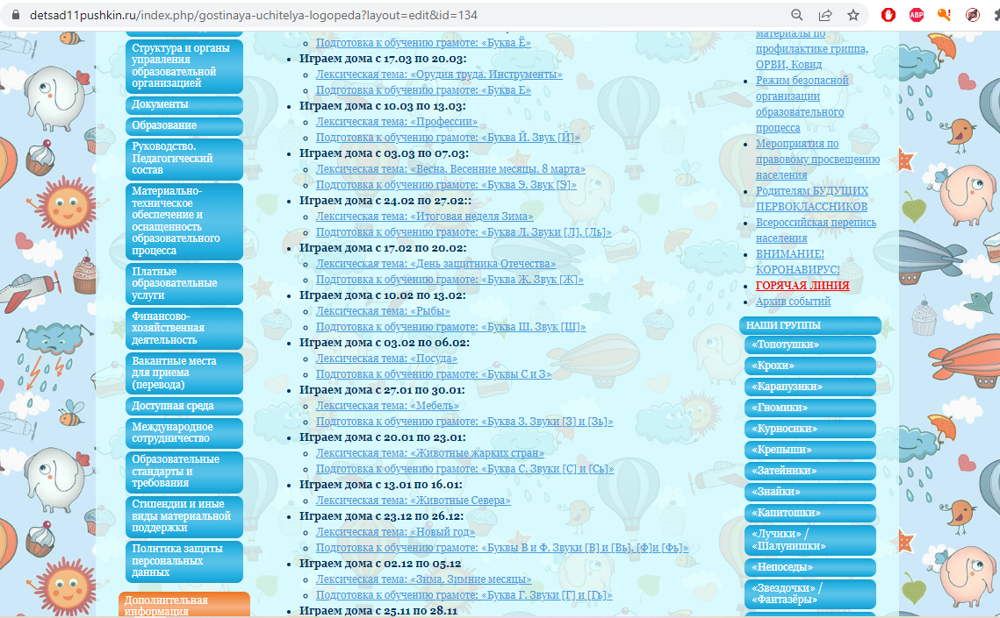 detsad11pushkin.ru/index.php/gostinaya-uchitelya-logopeda?layout=edit&id=134
ABP
Структура и органы
управления
образовательной
организацией
Документы
Образование
Руководство.
Педагогический
состав
Материально-
техническое
обеспечение и
оснащенность
образовательного
процесса
Платные
образовательные
услуги
Финансово-
хозяйственная
деятельность
Вакантные места
для приема
(перевода)
Доступная среда
Международное
сотрудничество
Образовательные
стандарты и
требования
Стипендии и иные
виды материальной
поддержки
Политика защиты
персональных
данных
Дополнительная
информация
Подготовка к обучению грамоте: «Буква Ё»
Играем дома с 17.03 по 20.03:
Лексическая тема: «Орудия труда. Инструменты»
Подготовка к обучению грамоте: «Буква Е»
Играем дома с 10.03 по 13.03:
Лексическая тема: «Профессии»
Подготовка к обучению грамоте: «Буква Й. Звук [Й]»
Играем дома с 03.03 по 07.03:
Лексическая тема: «Весна. Весенние месяцы. 8 марта»
Подготовка к обучению грамоте: «Буква Э. Звук [Э]»
Играем дома с 24.02 по 27.02::
Лексическая тема: «Итоговая неделя Зима»
Подготовка к обучению грамоте: «Буква Л. Звуки [Л], [Ль]»
Играем дома с 17.02 по 20.02:
Лексическая тема: «День защитника Отечества»
Подготовка к обучению грамоте: «Буква Ж. Звук [Ж]»
Играем дома с 10.02 по 13.02:
Лексическая тема: «Рыбы»
Подготовка к обучению грамоте: «Буква Ш. Звук [Ш]»
Играем дома с 03.02 по 06.02:
Лексическая тема: «Посуда»
Подготовка к обучению грамоте: «Буквы С и З»
Играем дома с 27.01 по 30.01:
Лексическая тема: «Мебель»
Подготовка к обучению грамоте: «Буква З. Звуки [З] и [Зь]»
Играем дома с 20.01 по 23.01:
Лексическая тема: «Животные жарких стран»
Подготовка к обучению грамоте: «Буква С. Звуки [С] и [Сь]»
Играем дома с 13.01 по 16.01:
Лексическая тема: «Животные Севера»
Играем дома с 23.12 по 26.12:
Лексическая тема: «Новый год»
Подготовка к обучению грамоте: «Буквы В и Ф. Звуки [В] и [Вь], [Ф]и [Фь]»
Играем дома с 02.12 по 05.12
Лексическая тема: «Зима. Зимние месяцы»
Подготовка к обучению грамоте: «Буква Г. Звуки [Г] и [Гь]»
Играем дома с 25.11 по 28.11
материалы по
профилактике гриппа,
ОРВИ, Ковид
Режим безопасной
организации
образовательного
процесса
Мероприятия по
правовому просвещению
населения
Родителям БУДУЩИХ
ПЕРВОКЛАССНИКОВ
Всероссийская перепись
населения
ВНИМАНИЕ!
КОРОНАВИРУС!
ГОРЯЧАЯ ЛИНИЯ
Архив событий
НАШИ ГРУППЫ
«Топотушки»
«Крохи»
«Карапузики»
«Гномики»
«Курносики»
«Крепыши»
«Затейники»
«Знайки»
«Капитошки»
«Лучики» /
«Шалунишки»
«Непоседы»
«Звездочки» /
«Фантазёры»